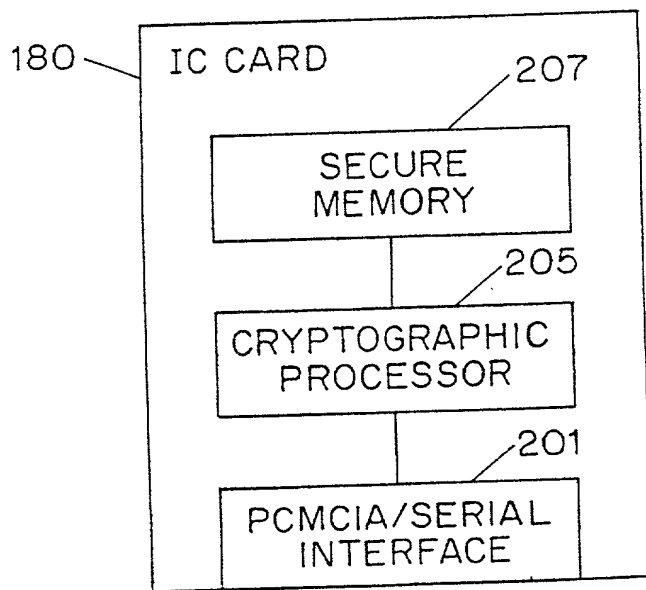 180 IC CARD
207
SECURE
MEMORY
205
CRYPTOGRAPHIC
PROCESSOR
201
PCMCIA/SERIAL
INTERFACE